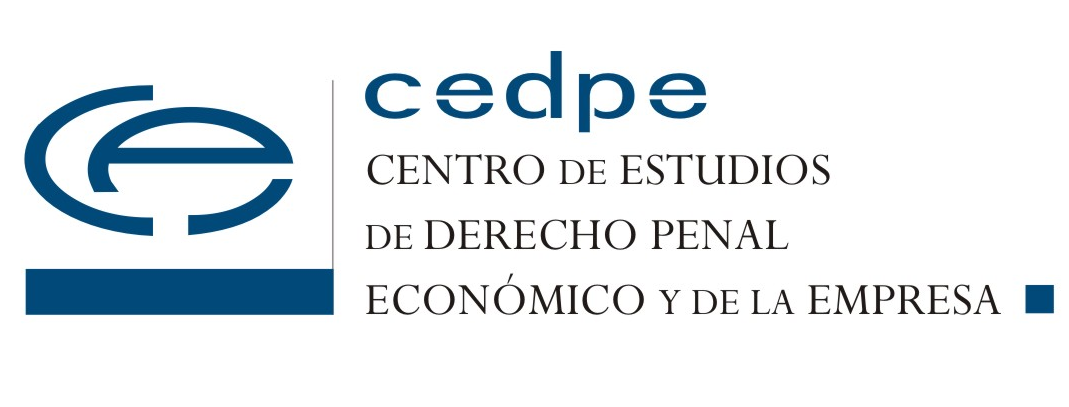 cedpe
CENTRO DE ESTUDIOS
DE DERECHO PENAL
ECONÓMICO Y DE LA EMPRESA